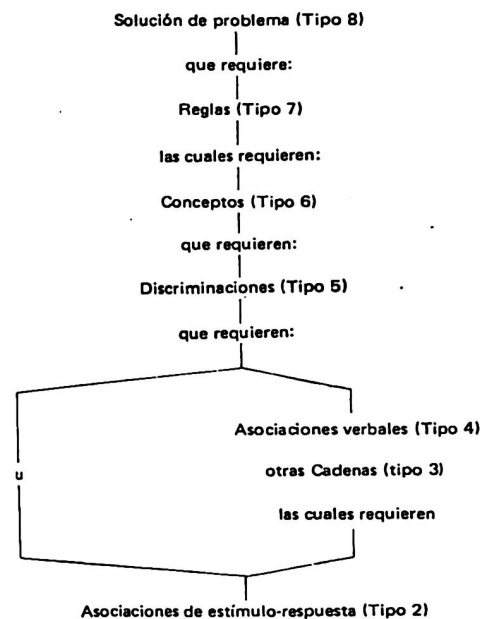 Solución de problema (Tipo 8)
que requiere:
Reglas (Tipo 7)
las cuales requieren:
Conceptos (Tipo 6)
que requieren:
Discriminaciones (Tipo 5)
que requieren:
Asociaciones verbales (Tipo 4)
u
otras Cadenas (tipo 3)
las cuales requieren
Asociaciones de estímulo-respuesta (Tipo 2)